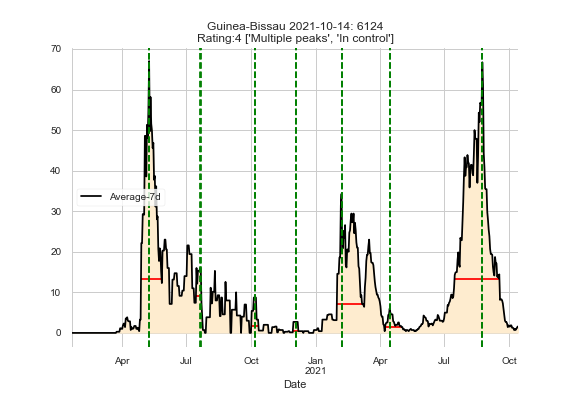 Guinea-Bissau 2021-10-14: 6124
Rating:4 ['Multiple peaks', 'In control']
70
60
50
40
30
20
10
0
Average-7d
Apr
Jul
Oct
Jan
2021
Apr
Jul
Oct
Date